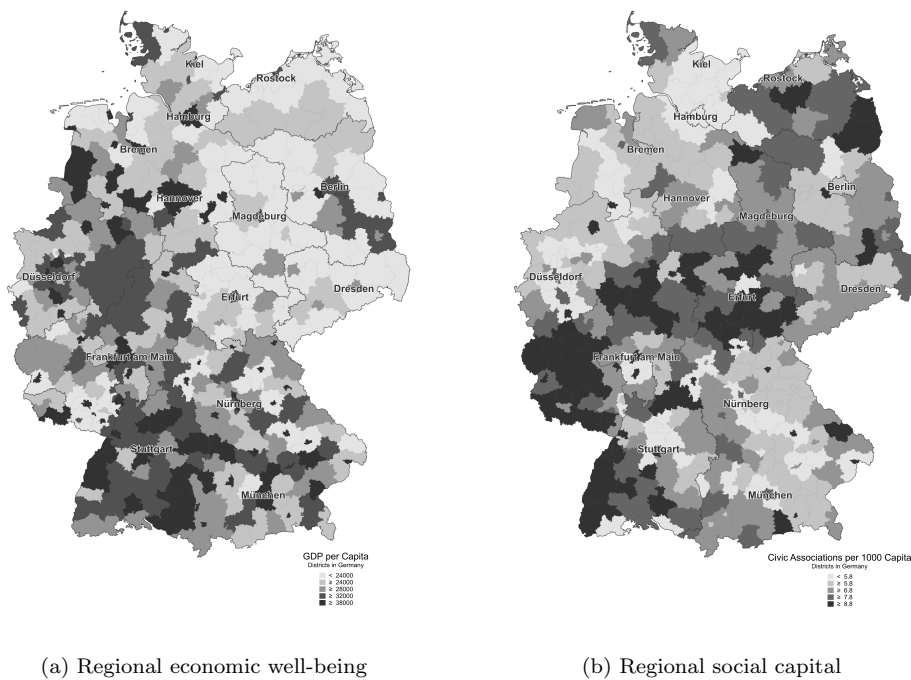 Kiel
Rostock
Hamburg
Bremen
Berlin
Hannover
Magdeburg
Düsseldorf
Erfurt
Dresden
Frankfurt am Main
Nürnberg
Stuttgart
München
GDP per Capita
Districts in Germany
< 24000
≥ 24000
≥ 28000
≥ 32000
≥ 38000
(a) Regional economic well-being
Kiel
Rostock
Hamburg
Bremen
Berlin
Hannover
Magdeburg
Düsseldorf
Erfurt
Dresden
Frankfurt am Main
Nürnberg
Stuttgart
München
Civic Associations per 1000 Capita
Districts in Germany
< 5.8
≥ 5.8
≥ 6.8
≥ 7.8
≥ 8.8
(b) Regional social capital